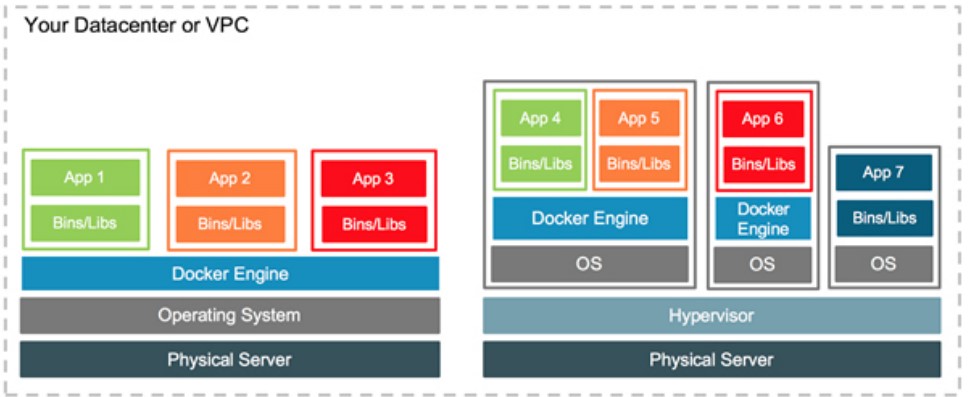 Your Datacenter or VPC
App 1
Bins/Libs
App 2
Bins/Libs
App 3
Bins/Libs
Docker Engine
Operating System
Physical Server
App 4
Bins/Libs
App 5
Bins/Libs
Docker Engine
OS
App 6
Bins/Libs
Docker
Engine
OS
App 7
Bins/Libs
OS
Hypervisor
Physical Server